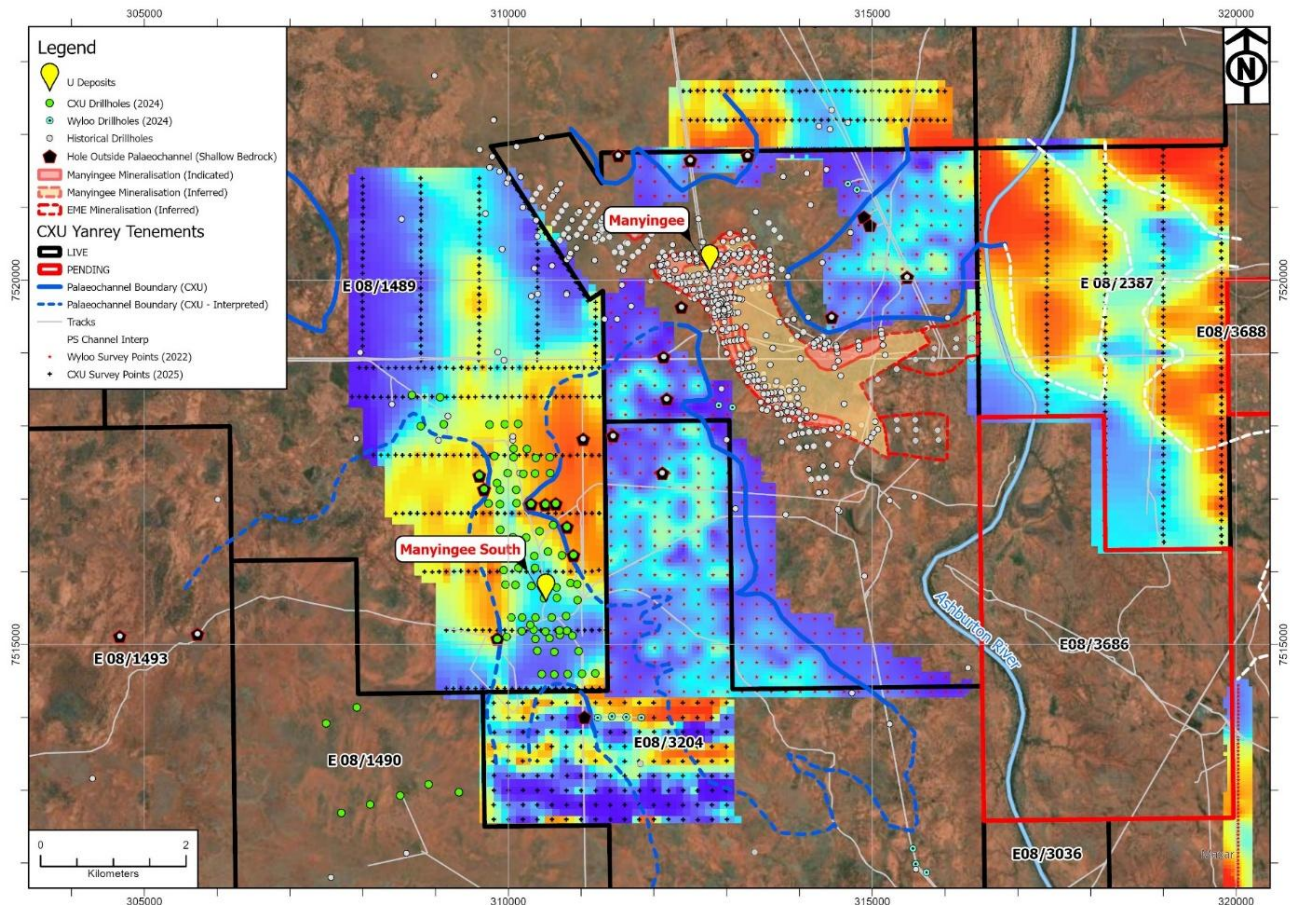 305000
310000
315000
320000
Legend
U Deposits
CXU Drillholes (2024)
Wyloo Drillholes (2024)
Historical Drillholes
Hole Outside Palaeochannel (Shallow Bedrock)
Manyingee Mineralisation (Indicated)
Manyingee Mineralisation (Inferred)
EME Mineralisation (Inferred)
CXU Yanrey Tenements
LIVE
PENDING
Palaeochannel Boundary (CXU)
Palaeochannel Boundary (CXU - Interpreted)
Tracks
PS Channel Interp
Wyloo Survey Points (2022)
CXU Survey Points (2025)
N
Manyingee
7520000
7520000
E 08/1489
E 08/2387
E08/3688
Manyingee South
Ashburton River
7515000
7515000
E 08/1493
E08/3686
E08/3204
E 08/1490
E08/3036
0
2
Kilometers
305000
310000
315000
320000